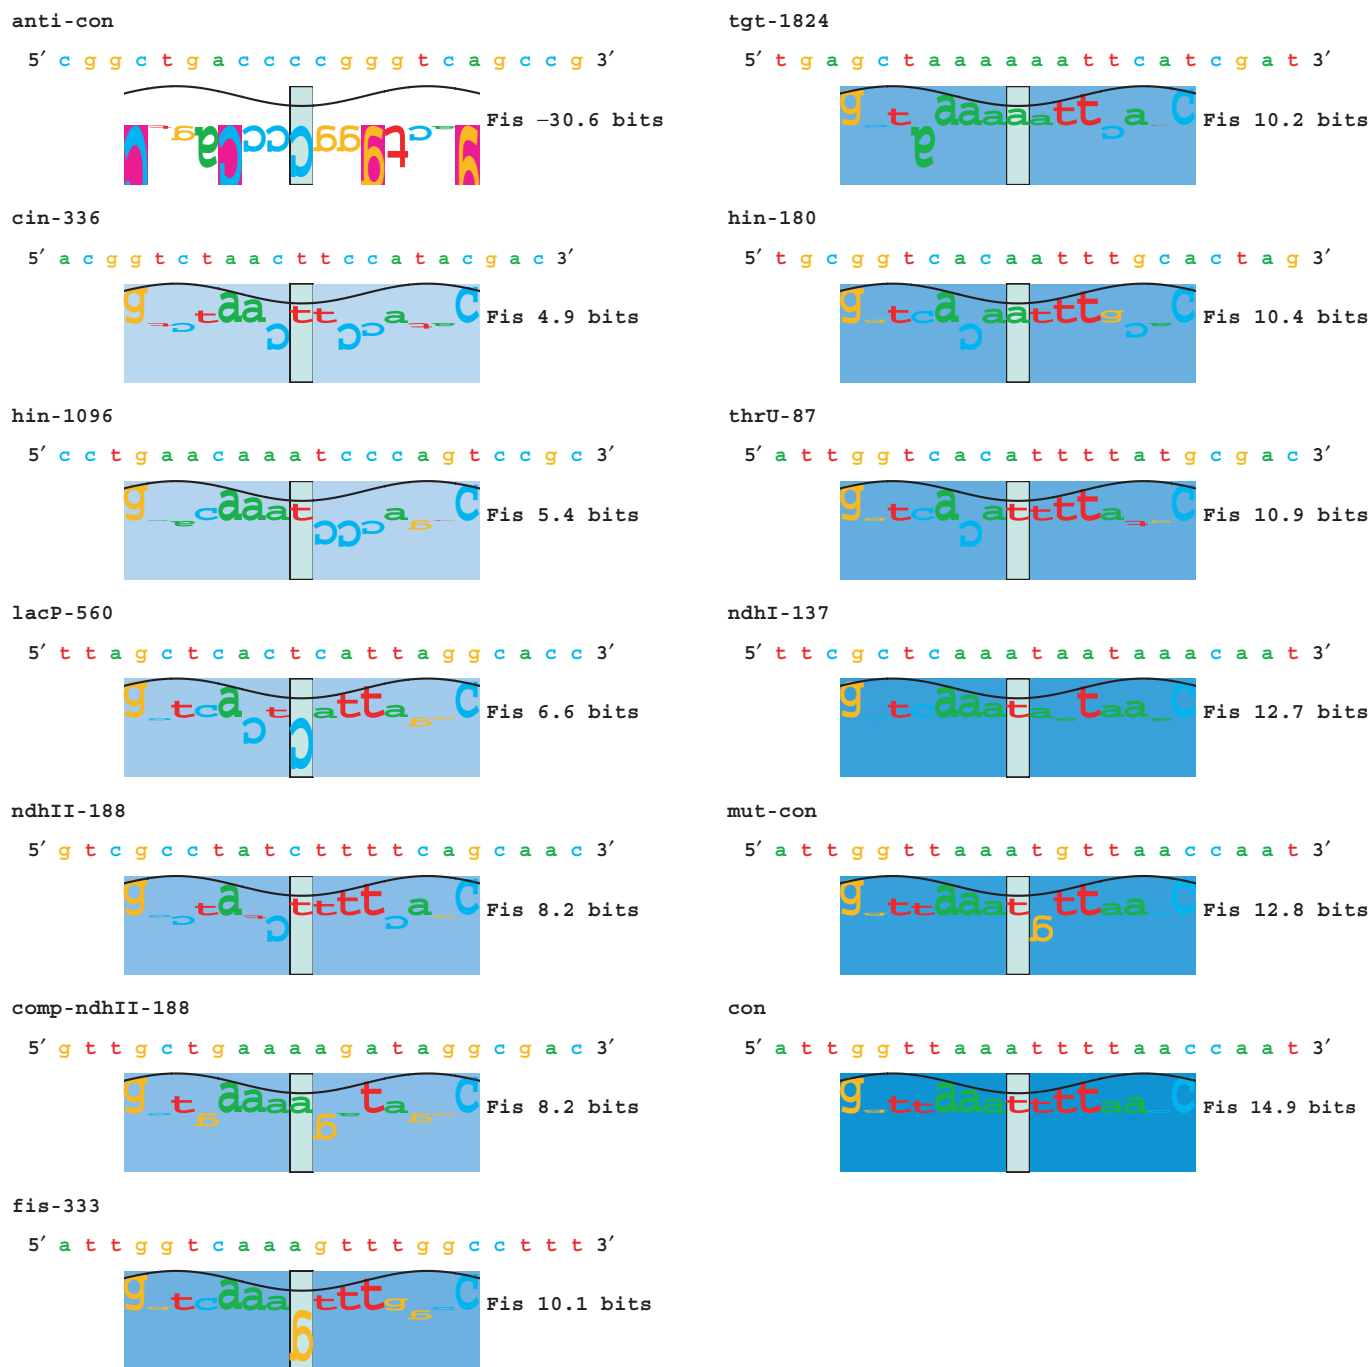 anti-con
5′ c g g c t g a c c c c g g g t c a g c c g 3′
Fis −30.6 bits
cin-336
5′ a c g g t c t a a c t t c c a t a c g a c 3′
Fis 4.9 bits
hin-1096
5′ c c t g a a c a a a t c c c a g t c c g c 3′
Fis 5.4 bits
lacP-560
5′ t t a g c t c a c t c a t t a g g c a c c 3′
Fis 6.6 bits
ndhII-188
5′ g t c g c c t a t c t t t t c a g c a a c 3′
Fis 8.2 bits
comp-ndhII-188
5′ g t t g c t g a a a a g a t a g g c g a c 3′
Fis 8.2 bits
fis-333
5′ a t t g g t c a a a g t t t g g c c t t t 3′
Fis 10.1 bits
tgt-1824
5′ t g a g c t a a a a a a t t c a t c g a t 3′
Fis 10.2 bits
hin-180
5′ t g c g g t c a c a a t t t g c a c t a g 3′
Fis 10.4 bits
thrU-87
5′ a t t g g t c a c a t t t t a t g c g a c 3′
Fis 10.9 bits
ndhI-137
5′ t t c g c t c a a a t a a t a a a c a a t 3′
Fis 12.7 bits
mut-con
5′ a t t g g t t a a a t g t t a a c c a a t 3′
Fis 12.8 bits
con
5′ a t t g g t t a a a t t t t a a c c a a t 3′
Fis 14.9 bits